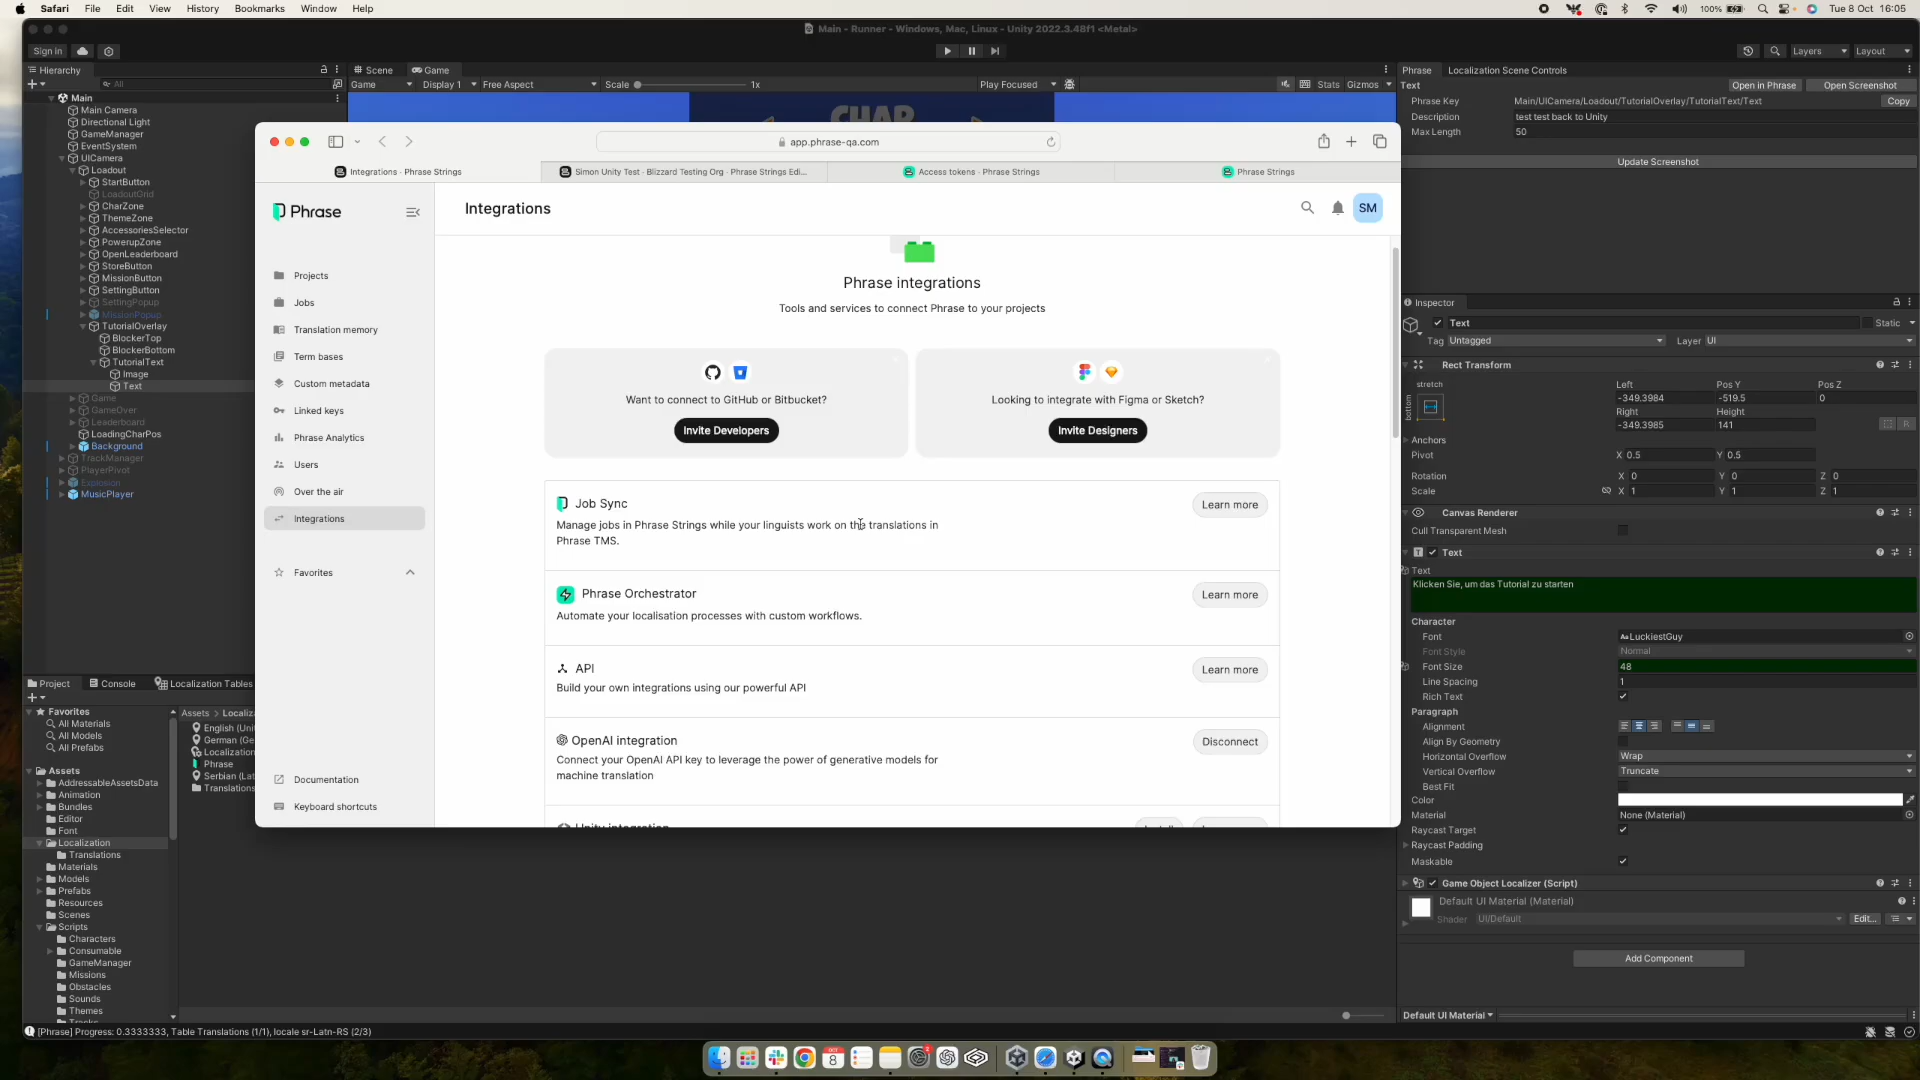 Safari File Edit View History Bookmarks Window Help
100% Tue 8 Oct 16:05
Main - Runner - Windows, Mac, Linux - Unity 2022.3.48f1 <Metal>
Sign in
Layers Layout
Hierarchy
Scene Game
Phrase Localization Scene Controls
All
Game Display 1 Free Aspect Scale 1x Play Focused Stats Gizmos
Text Open in Phrase Open Screenshot
Phrase Key Main/UICamera/Loadout/TutorialOverlay/TutorialText/Text Copy
Description test test back to Unity
Max Length 50
Update Screenshot
Main
Main Camera
Directional Light
GameManager
EventSystem
UICamera
Loadout
StartButton
LoadoutGrid
CharZone
ThemeZone
AccessoriesSelector
PowerupZone
OpenLeaderboard
StoreButton
MissionButton
SettingButton
SettingPopup
MissionPopup
TutorialOverlay
BlockerTop
BlockerBottom
TutorialText
Image
Text
Game
GameOver
Leaderboard
LoadingCharPos
Background
TrackManager
PlayerPivot
Explosion
MusicPlayer
app.phrase-qa.com
Integrations · Phrase Strings
Simon Unity Test · Blizzard Testing Org - Phrase Strings Edi...
Access tokens · Phrase Strings
Phrase Strings
Phrase
Integrations
SM
Projects
Jobs
Translation memory
Term bases
Custom metadata
Linked keys
Phrase Analytics
Users
Over the air
Integrations
Favorites
Documentation
Keyboard shortcuts
Phrase integrations
Tools and services to connect Phrase to your projects
Want to connect to GitHub or Bitbucket?
Invite Developers
Looking to integrate with Figma or Sketch?
Invite Designers
Job Sync
Learn more
Manage jobs in Phrase Strings while your linguists work on the translations in
Phrase TMS.
Phrase Orchestrator
Learn more
Automate your localisation processes with custom workflows.
API
Learn more
Build your own integrations using our powerful API
OpenAI integration
Disconnect
Connect your OpenAI API key to leverage the power of generative models for
machine translation
Inspector
Text Static
Tag Untagged Layer UI
Rect Transform
stretch
bottom
Left Pos Y Pos Z
-349.3984 -519.5 0
Right Height
-349.3985 141
R
Anchors
Pivot X 0.5 Y 0.5
Rotation X 0 Y 0 Z 0
Scale X 1 Y 1 Z 1
Canvas Renderer
Cull Transparent Mesh
Text
Text
Klicken Sie, um das Tutorial zu starten
Character
Font LuckiestGuy
Font Style Normal
Font Size 48
Line Spacing 1
Rich Text
Paragraph
Alignment
Align By Geometry
Horizontal Overflow Wrap
Vertical Overflow Truncate
Best Fit
Color
Material None (Material)
Raycast Target
Raycast Padding
Maskable
Game Object Localizer (Script)
Default UI Material (Material)
Shader UI/Default Edit...
Add Component
Default UI Material
Project Console Localization Tables
Favorites
All Materials
All Models
All Prefabs
Assets
AddressableAssetsData
Animation
Bundles
Editor
Font
Localization
Translations
Materials
Models
Prefabs
Resources
Scenes
Scripts
Characters
Consumable
GameManager
Missions
Obstacles
Sounds
Themes
Assets > Localiz
English (Uni
German (Ge
Localization
Phrase
Serbian (Lat
Translations
[Phrase] Progress: 0.3333333, Table Translations (1/1), locale sr-Latn-RS (2/3)